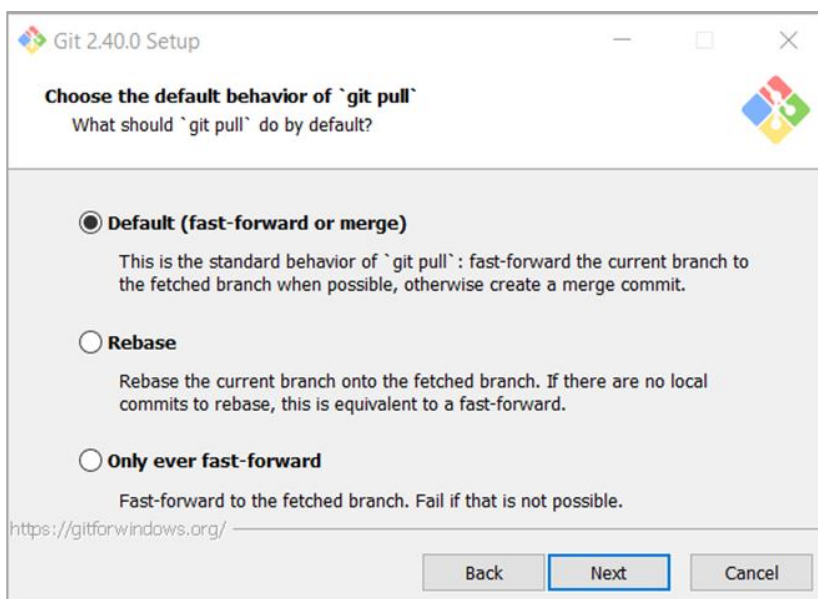 Git 2.40.0 Setup
Choose the default behavior of `git pull`
What should `git pull` do by default?
Default (fast-forward or merge)
This is the standard behavior of `git pull`: fast-forward the current branch to
the fetched branch when possible, otherwise create a merge commit.
Rebase
Rebase the current branch onto the fetched branch. If there are no local
commits to rebase, this is equivalent to a fast-forward.
Only ever fast-forward
Fast-forward to the fetched branch. Fail if that is not possible.
https://gitforwindows.org/
Back Next Cancel